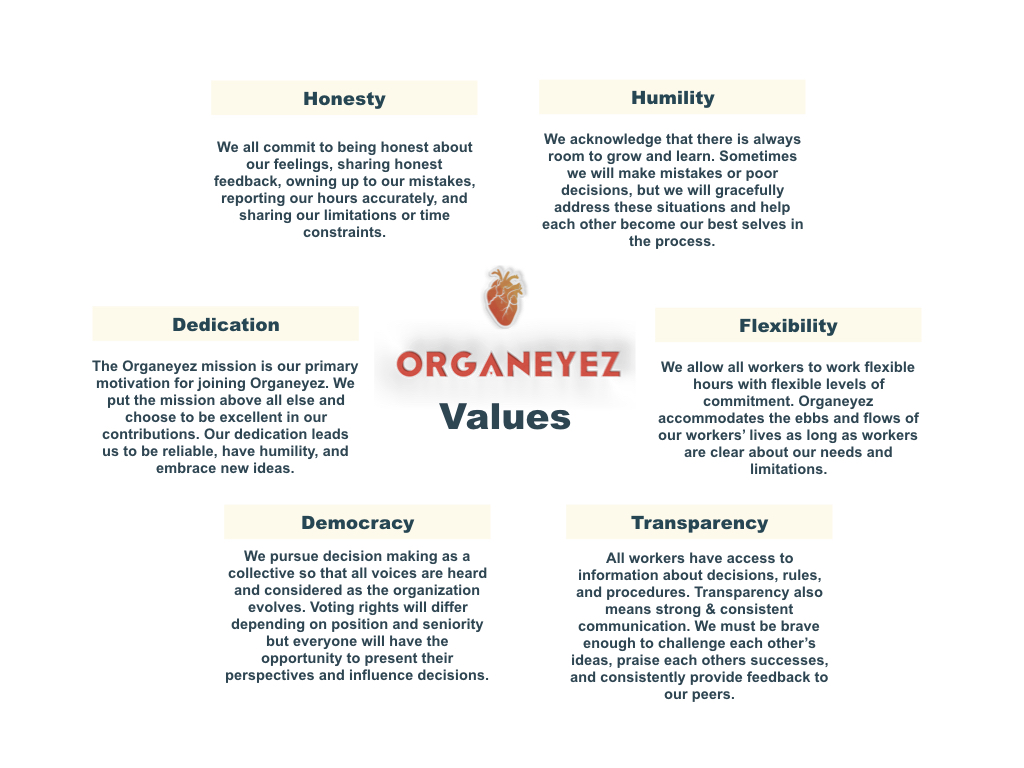 Honesty
We all commit to being honest about
our feelings, sharing honest
feedback, owning up to our mistakes,
reporting our hours accurately, and
sharing our limitations or time
constraints.
Humility
We acknowledge that there is always
room to grow and learn. Sometimes
we will make mistakes or poor
decisions, but we will gracefully
address these situations and help
each other become our best selves in
the process.
Dedication
The Organeyez mission is our primary
motivation for joining Organeyez. We
put the mission above all else and
choose to be excellent in our
contributions. Our dedication leads
us to be reliable, have humility, and
embrace new ideas.
ORGANEYEZ
Values
Flexibility
We allow all workers to work flexible
hours with flexible levels of
commitment. Organeyez
accommodates the ebbs and flows of
our workers’ lives as long as workers
are clear about our needs and
limitations.
Democracy
We pursue decision making as a
collective so that all voices are heard
and considered as the organization
evolves. Voting rights will differ
depending on position and seniority
but everyone will have the
opportunity to present their
perspectives and influence decisions.
Transparency
All workers have access to
information about decisions, rules,
and procedures. Transparency also
means strong & consistent
communication. We must be brave
enough to challenge each other’s
ideas, praise each others successes,
and consistently provide feedback to
our peers.